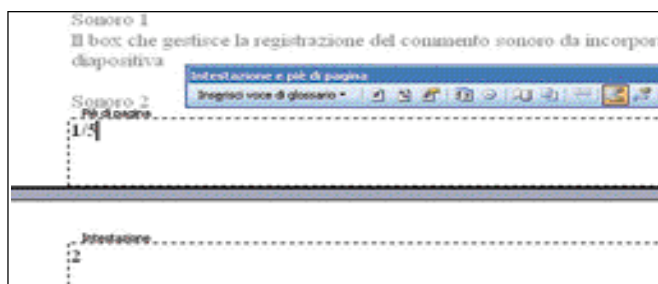 Sonoro 1
Il box che gestisce la registrazione del commento sonoro da incorpor
diapositiva
Intestazione e piè di pagina
Inserisci voce di glossario
Sonoro 2
Piè di pagina
1/5
Intestazione
2